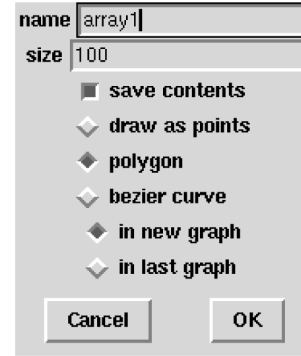 name array1
size 100
save contents
draw as points
polygon
bezier curve
in new graph
in last graph
Cancel OK